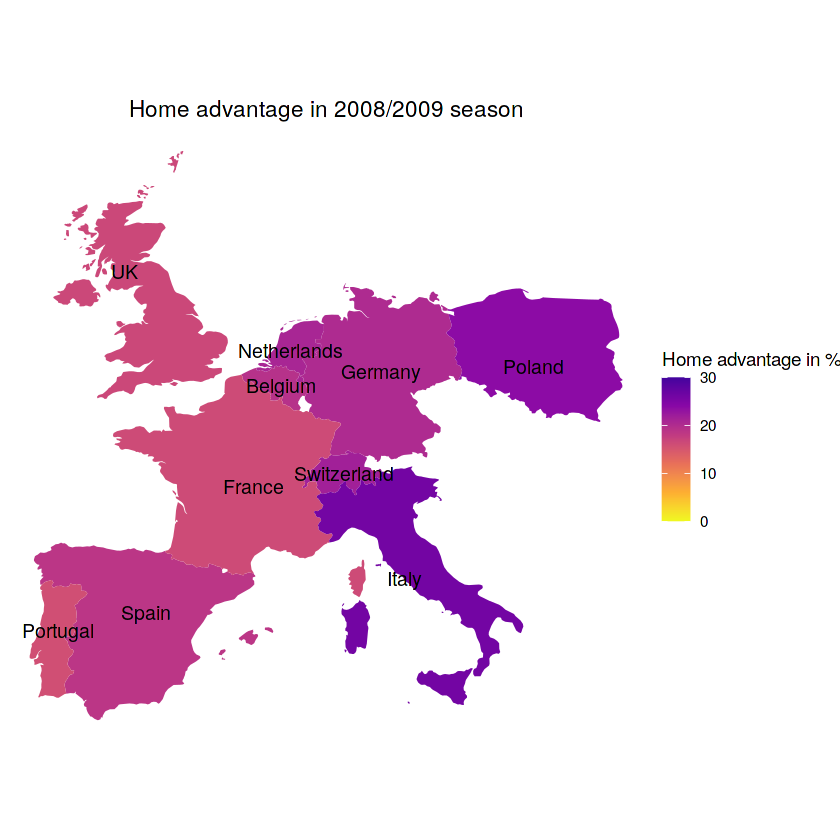 Home advantage in 2008/2009 season
UK
Netherlands
Germany
Poland
Belgium
Switzerland
France
Italy
Spain
Portugal
Home advantage in %
30
20
10
0